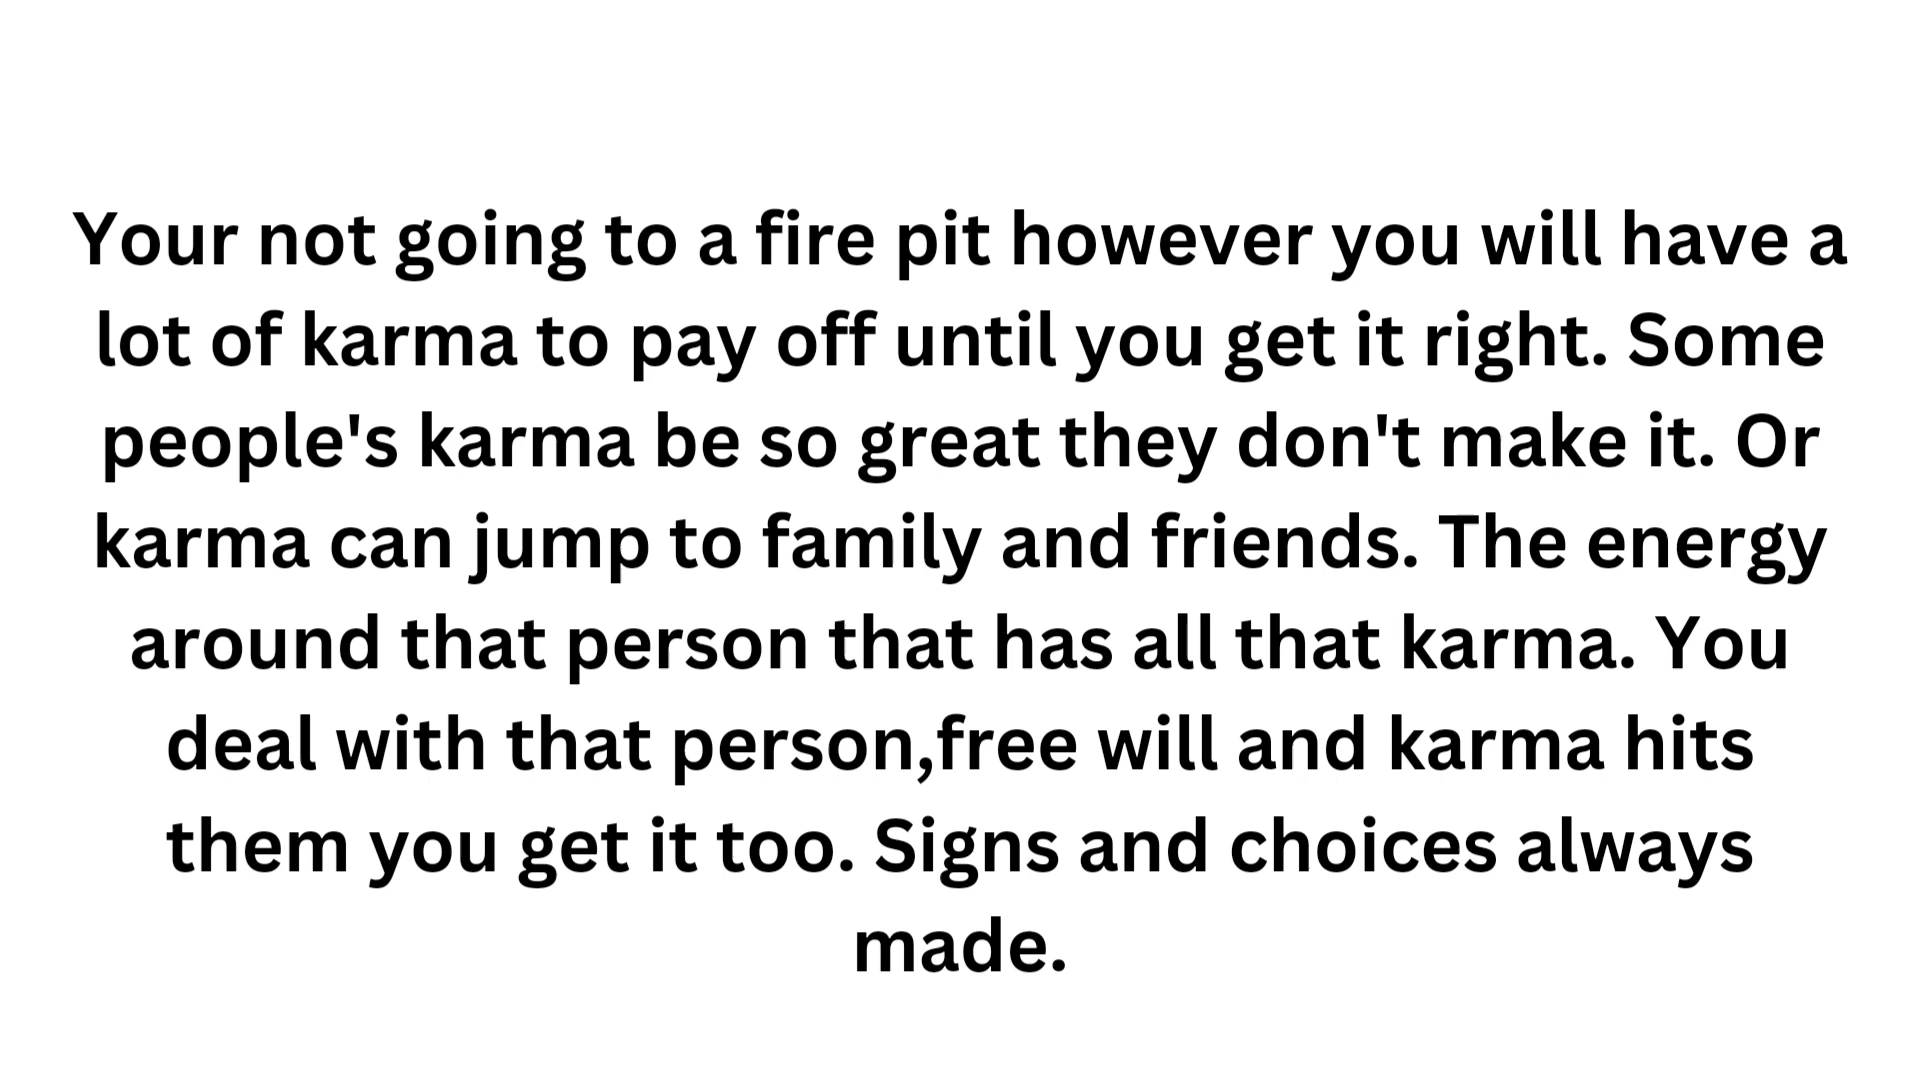 Your not going to a fire pit however you will have a
lot of karma to pay off until you get it right. Some
people's karma be so great they don't make it. Or
karma can jump to family and friends. The energy
around that person that has all that karma. You
deal with that person,free will and karma hits
them you get it too. Signs and choices always
made.